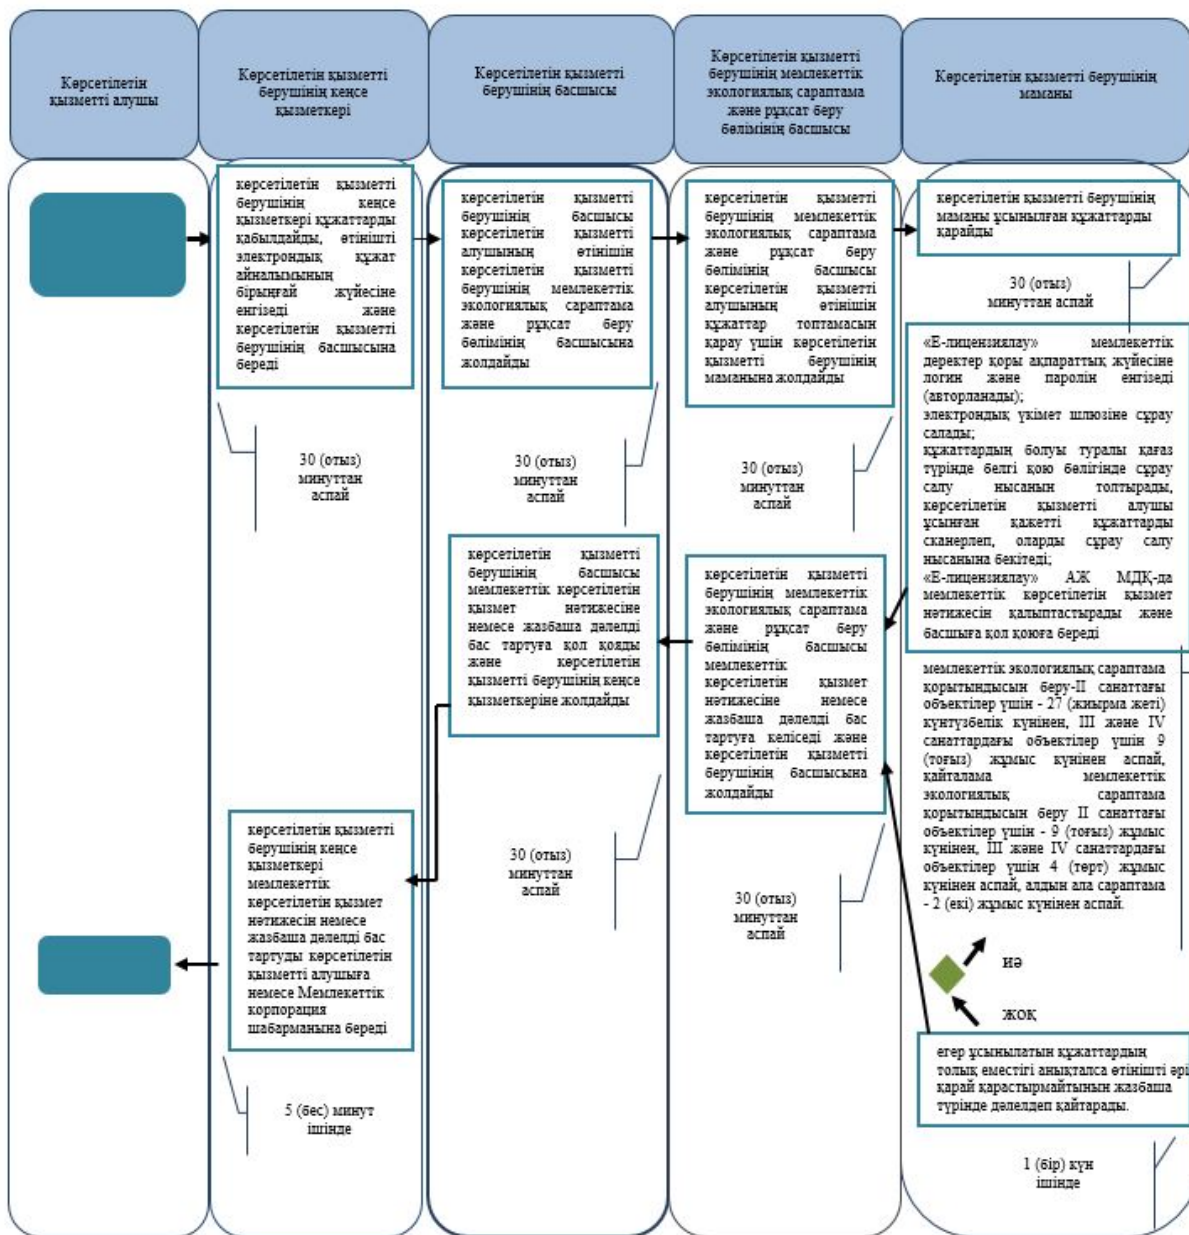 Көрсетілетін
қызметті алушы
Көрсетілетін қызметті
берушінің кеңсе
қызметкері
Көрсетілетін қызметті
берушінің басшысы
Көрсетілетін қызметті
берушінің мемлекеттік
экологиялық сараптама
және рұқсат беру
бөлімінің басшысы
Көрсетілетін қызметті берушінің
маманы
көрсетілетін қызметті
берушінің кеңсе
қызметкері құжаттарды
қабылдайды, өтінішті
электрондық құжат
айналымының
бірыңғай жүйесіне
енгізеді және
көрсетілетін қызметті
берушінің басшысына
береді
30 (отыз)
минуттан
аспай
көрсетілетін қызметті
берушінің басшысы
көрсетілетін қызметті
алушының өтінішін
көрсетілетін қызметті
берушінің мемлекеттік
экологиялық сараптама
және рұқсат беру
бөлімінің басшысына
жолдайды
30 (отыз)
минуттан
аспай
көрсетілетін қызметті
берушінің мемлекеттік
экологиялық сараптама
және рұқсат беру
бөлімінің басшысы
көрсетілетін қызметті
алушының өтінішін
құжаттар топтамасын
қарау үшін көрсетілетін
қызметті берушінің
маманына жолдайды
30 (отыз)
минуттан
аспай
көрсетілетін қызметті берушінің
маманы ұсынылған құжаттарды
қарайды
30 (отыз)
минуттан аспай
«Е-лицензиялау» мемлекеттік
деректер қоры ақпараттық жүйесіне
логин және паролін енгізеді
(авторланады);
электрондық үкімет шлюзіне сұрау
салады;
құжаттардың болуы туралы қағаз
түрінде белгі қою бөлігінде сұрау
салу нысанын толтырады,
көрсетілетін қызметті алушы
ұсынған қажетті құжаттарды
сканерлеп, оларды сұрау салу
нысанына бекітеді;
«Е-лицензиялау» АЖ МДҚ-да
мемлекеттік көрсетілетін қызмет
нәтижесін қалыптастырады және
басшыға қол қоюға береді
мемлекеттік экологиялық сараптама
қорытындысын беру-II санаттағы
объектілер үшін - 27 (жиырма жеті)
күнтүзбелік күнінен, III және IV
санаттардағы объектілер үшін 9
(тоғыз) жұмыс күнінен аспай,
қайталама мемлекеттік
экологиялық сараптама
қорытындысын беру II санаттағы
объектілер үшін - 9 (тоғыз) жұмыс
күнінен, III және IV санаттардағы
объектілер үшін 4 (төрт) жұмыс
күнінен аспай, алдын ала сараптама
- 2 (екі) жұмыс күнінен аспай.
иә
жоқ
егер ұсынылатын құжаттардың
толық еместігі анықталса өтінішті әрі
қарай қарастырмайтынын жазбаша
түрінде дәлелдеп қайтарады.
1 (бір) күн
ішінде
көрсетілетін қызметті
берушінің мемлекеттік
экологиялық сараптама
және рұқсат беру
бөлімінің басшысы
мемлекеттік
көрсетілетін қызмет
нәтижесіне немесе
жазбаша дәлелді бас
тартуға келіседі және
көрсетілетін қызметті
берушінің басшысына
жолдайды
30 (отыз)
минуттан
аспай
көрсетілетін қызметті
берушінің басшысы
мемлекеттік көрсетілетін
қызмет нәтижесіне
немесе жазбаша дәлелді
бас тартуға қол қояды
және көрсетілетін
қызметті берушінің кеңсе
қызметкеріне жолдайды
30 (отыз)
минуттан
аспай
көрсетілетін қызметті
берушінің кеңсе
қызметкері
мемлекеттік
көрсетілетін қызмет
нәтижесін немесе
жазбаша дәлелді бас
тартуды көрсетілетін
қызметті алушыға
немесе Мемлекеттік
корпорация
шабарманына береді
5 (бес) минут
ішінде